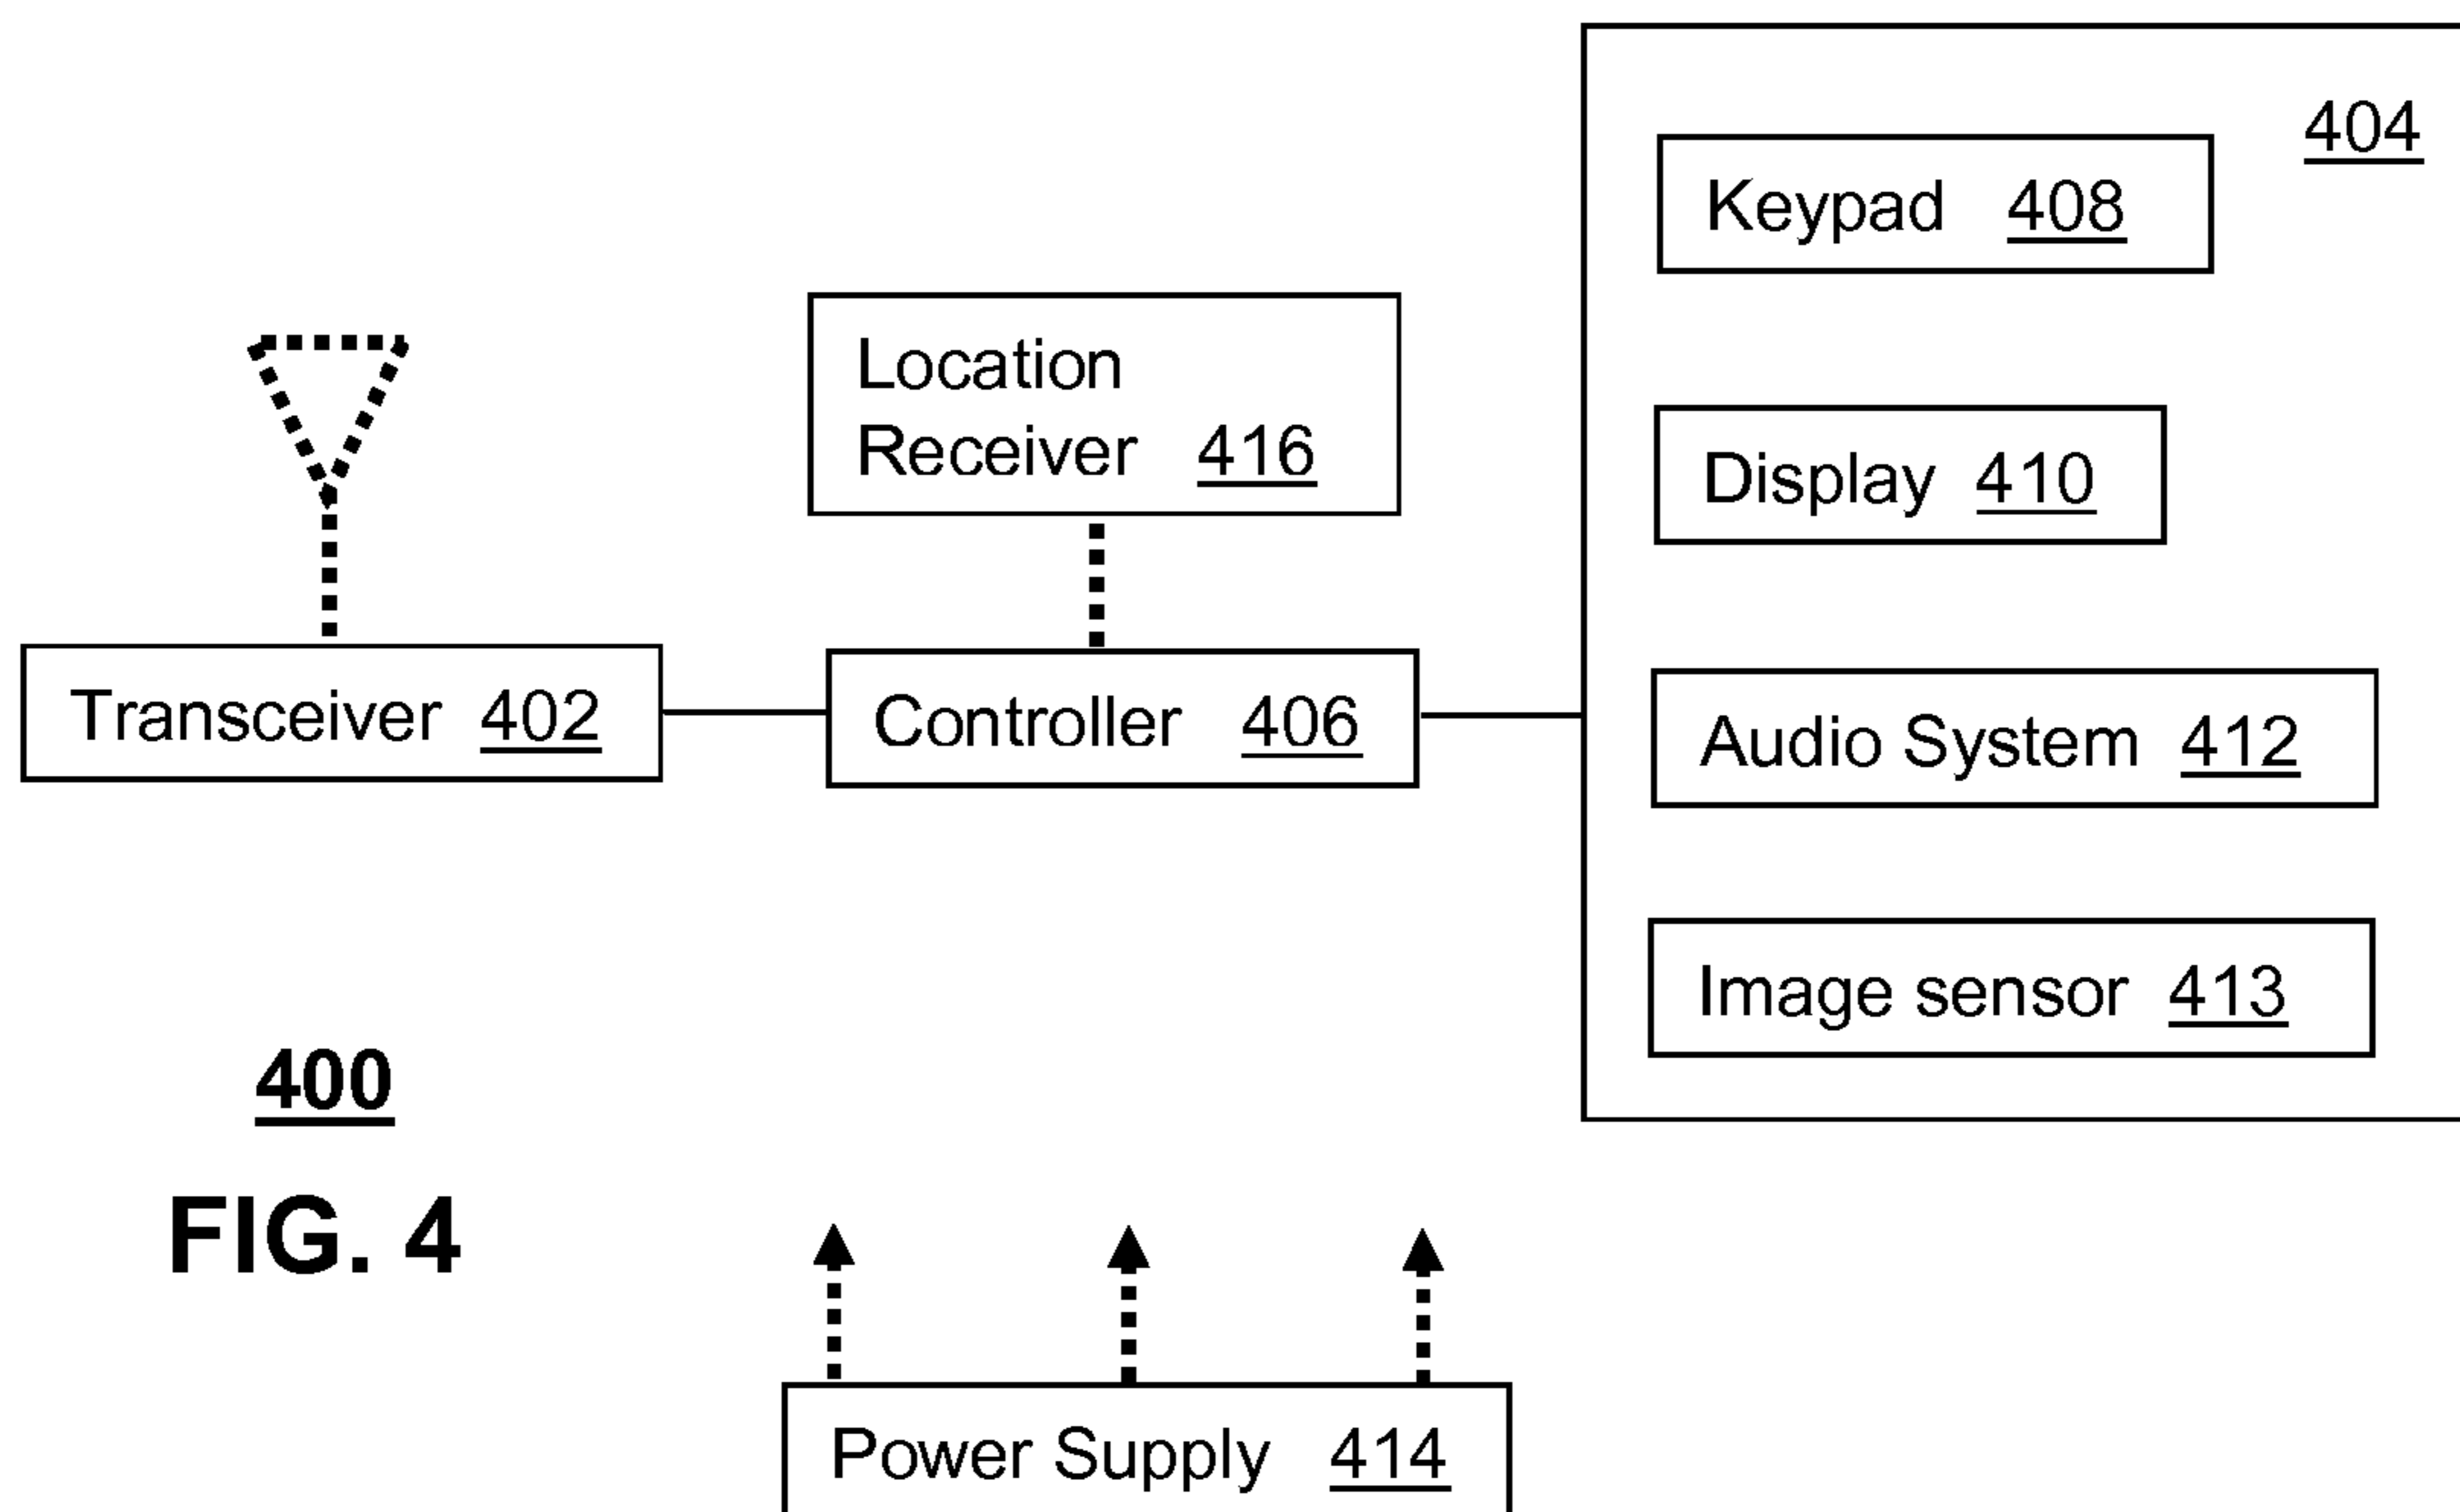 404
Keypad 408
Location
Receiver 416
Display 410
Transceiver 402
Controller 406
Audio System 412
Image sensor 413
400
FIG. 4
Power Supply 414